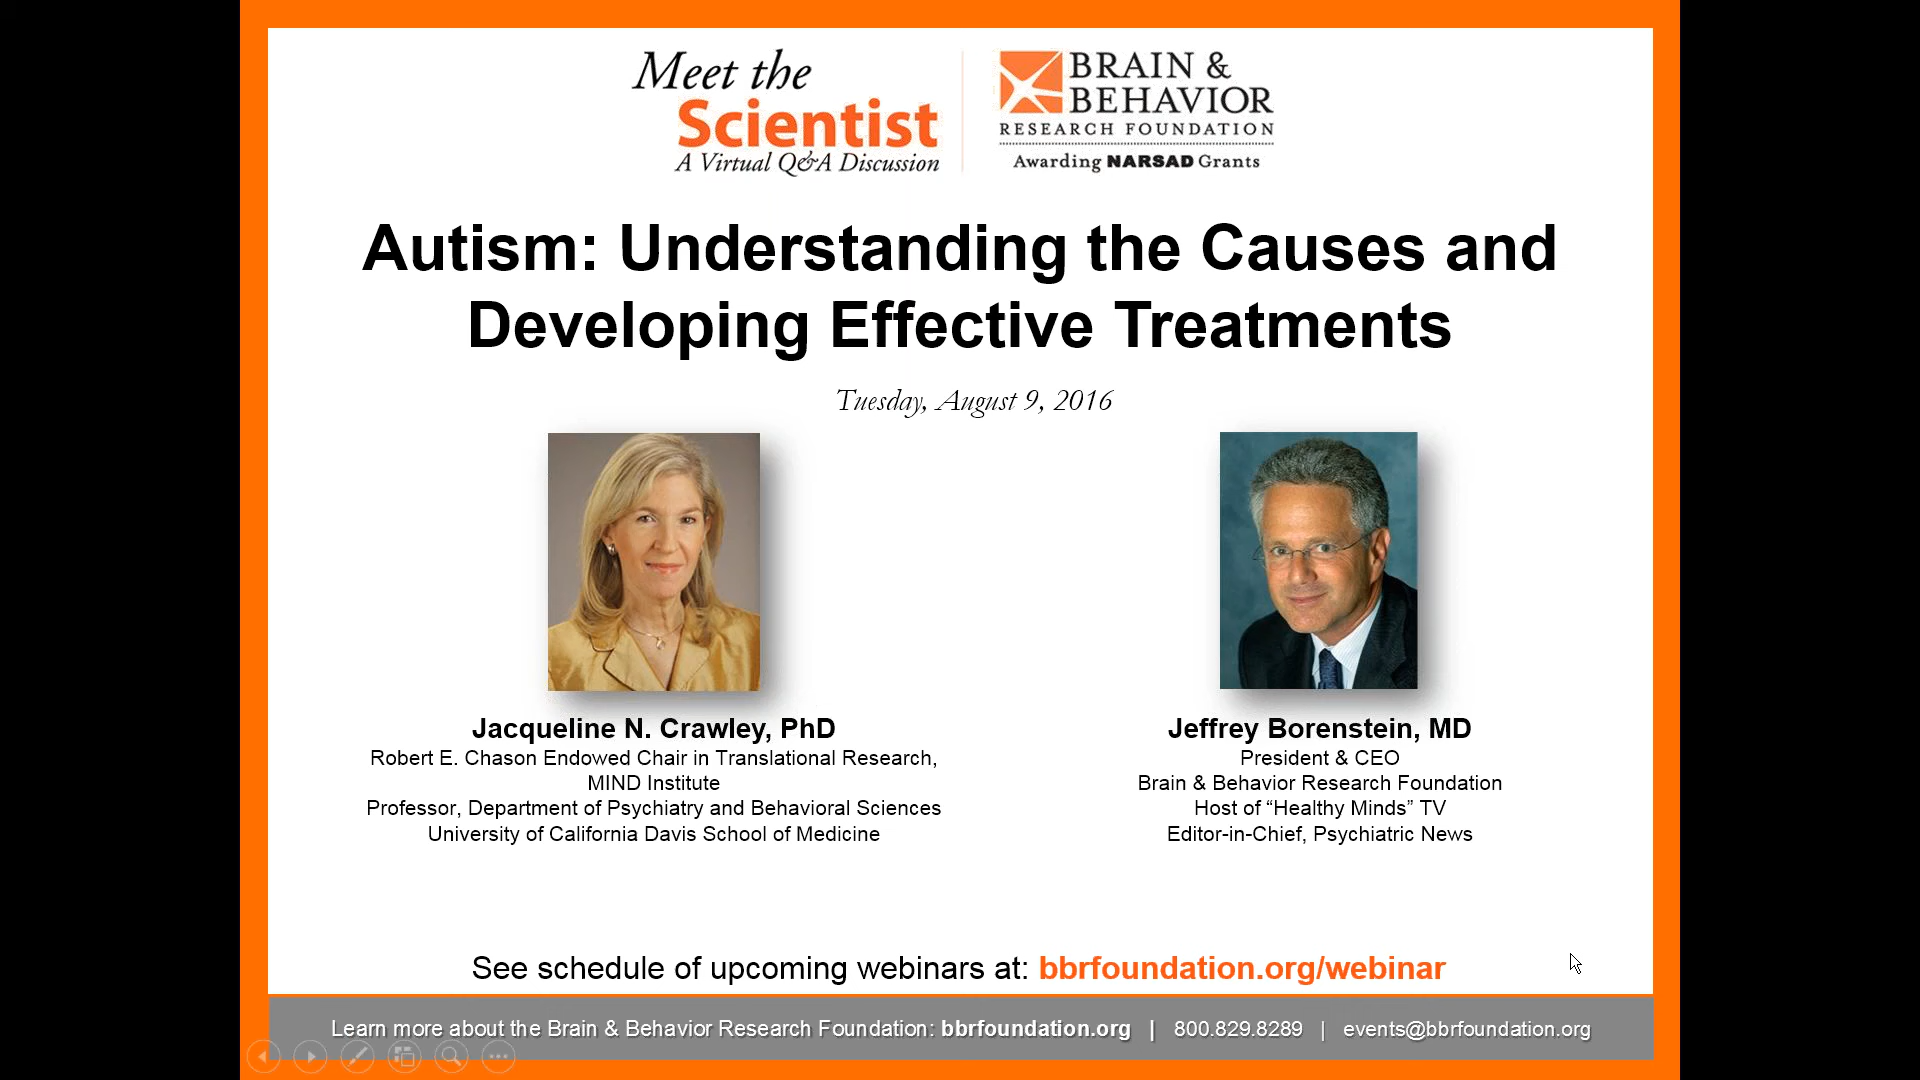 Meet the
Scientist
A Virtual Q&A Discussion
BRAIN &
BEHAVIOR
RESEARCH FOUNDATION
Awarding NARSAD Grants
Autism: Understanding the Causes and
Developing Effective Treatments
Tuesday, August 9, 2016
Jacqueline N. Crawley, PhD
Robert E. Chason Endowed Chair in Translational Research,
MIND Institute
Professor, Department of Psychiatry and Behavioral Sciences
University of California Davis School of Medicine
Jeffrey Borenstein, MD
President & CEO
Brain & Behavior Research Foundation
Host of “Healthy Minds” TV
Editor-in-Chief, Psychiatric News
See schedule of upcoming webinars at: bbrfoundation.org/webinar
Learn more about the Brain & Behavior Research Foundation: bbrfoundation.org | 800.829.8289 | events@bbrfoundation.org